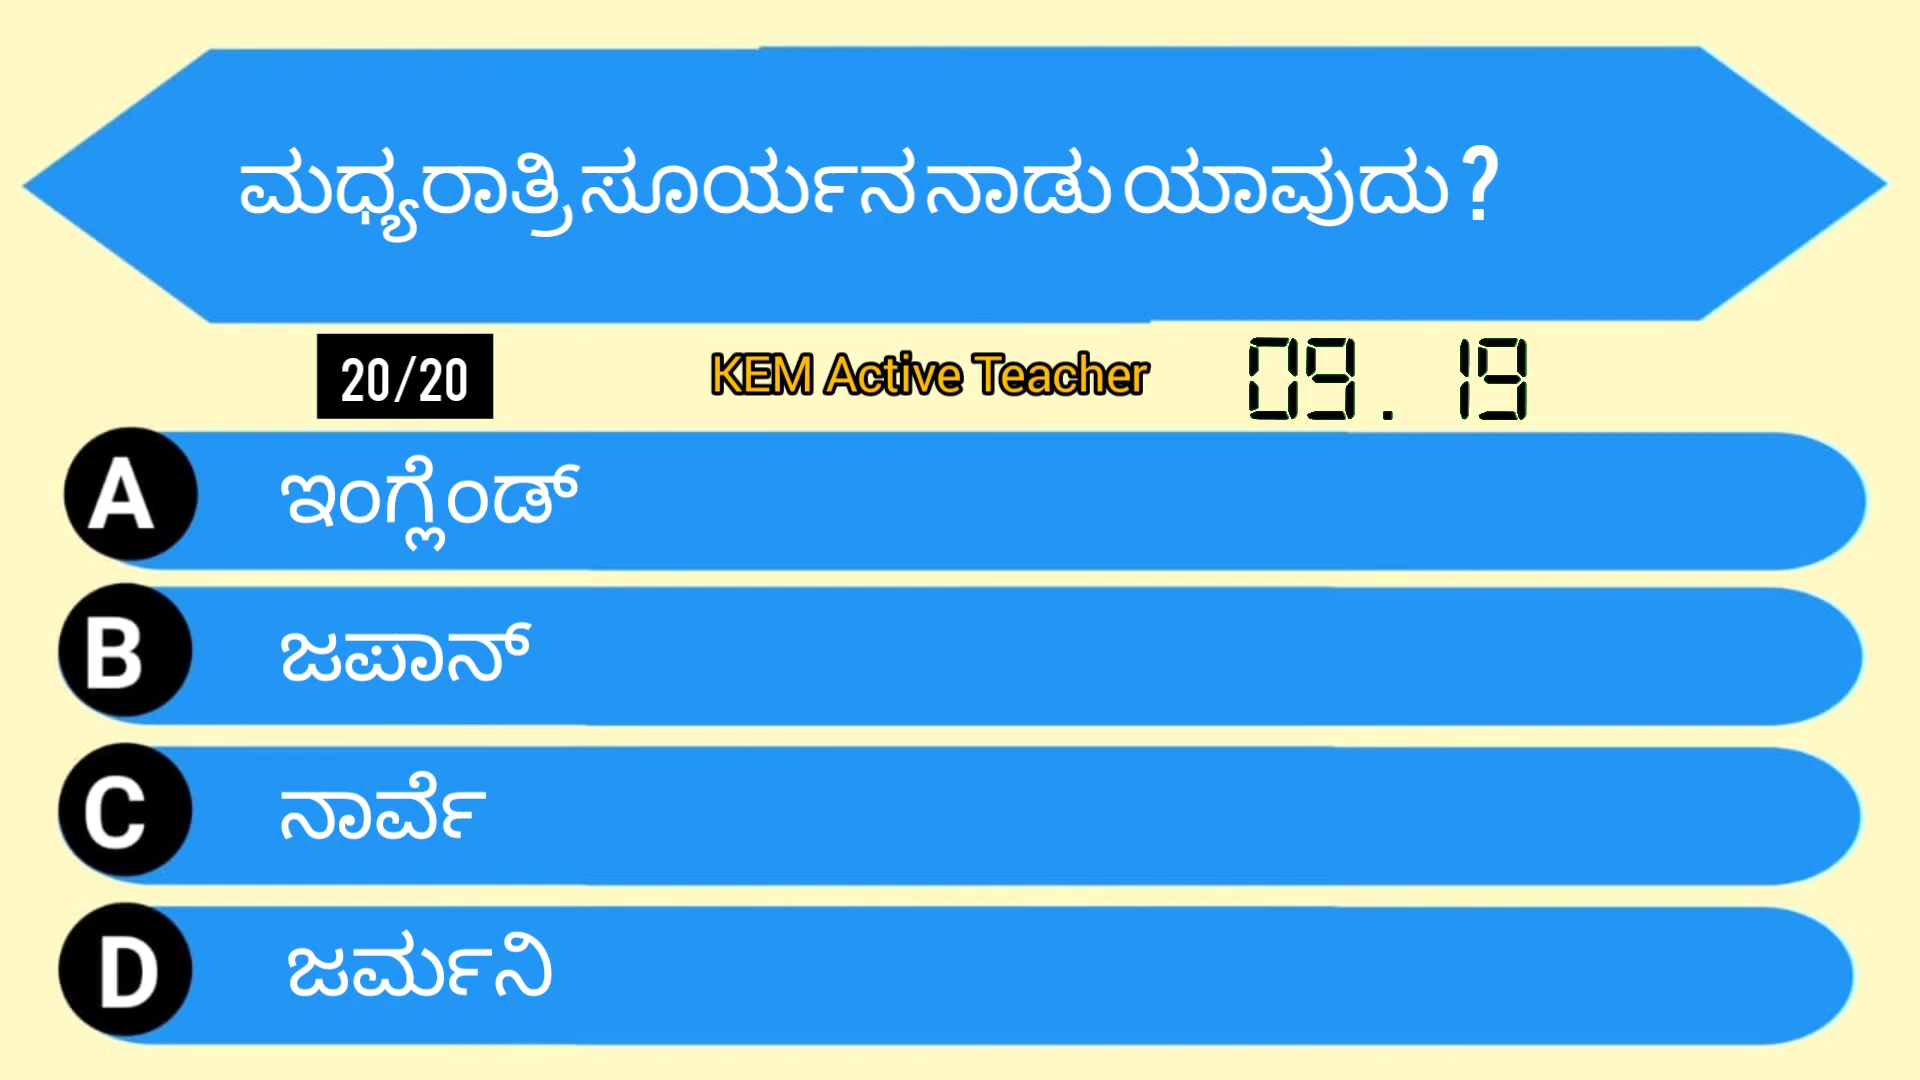 ಮಧ್ಯರಾತ್ರಿ ಸೂರ್ಯನ ನಾಡು ಯಾವುದು ?
20/20 KEM Active Teacher 09. 19
A ಇಂಗ್ಲೆಂಡ್
B ಜಪಾನ್
C ನಾರ್ವೆ
D ಜರ್ಮನಿ